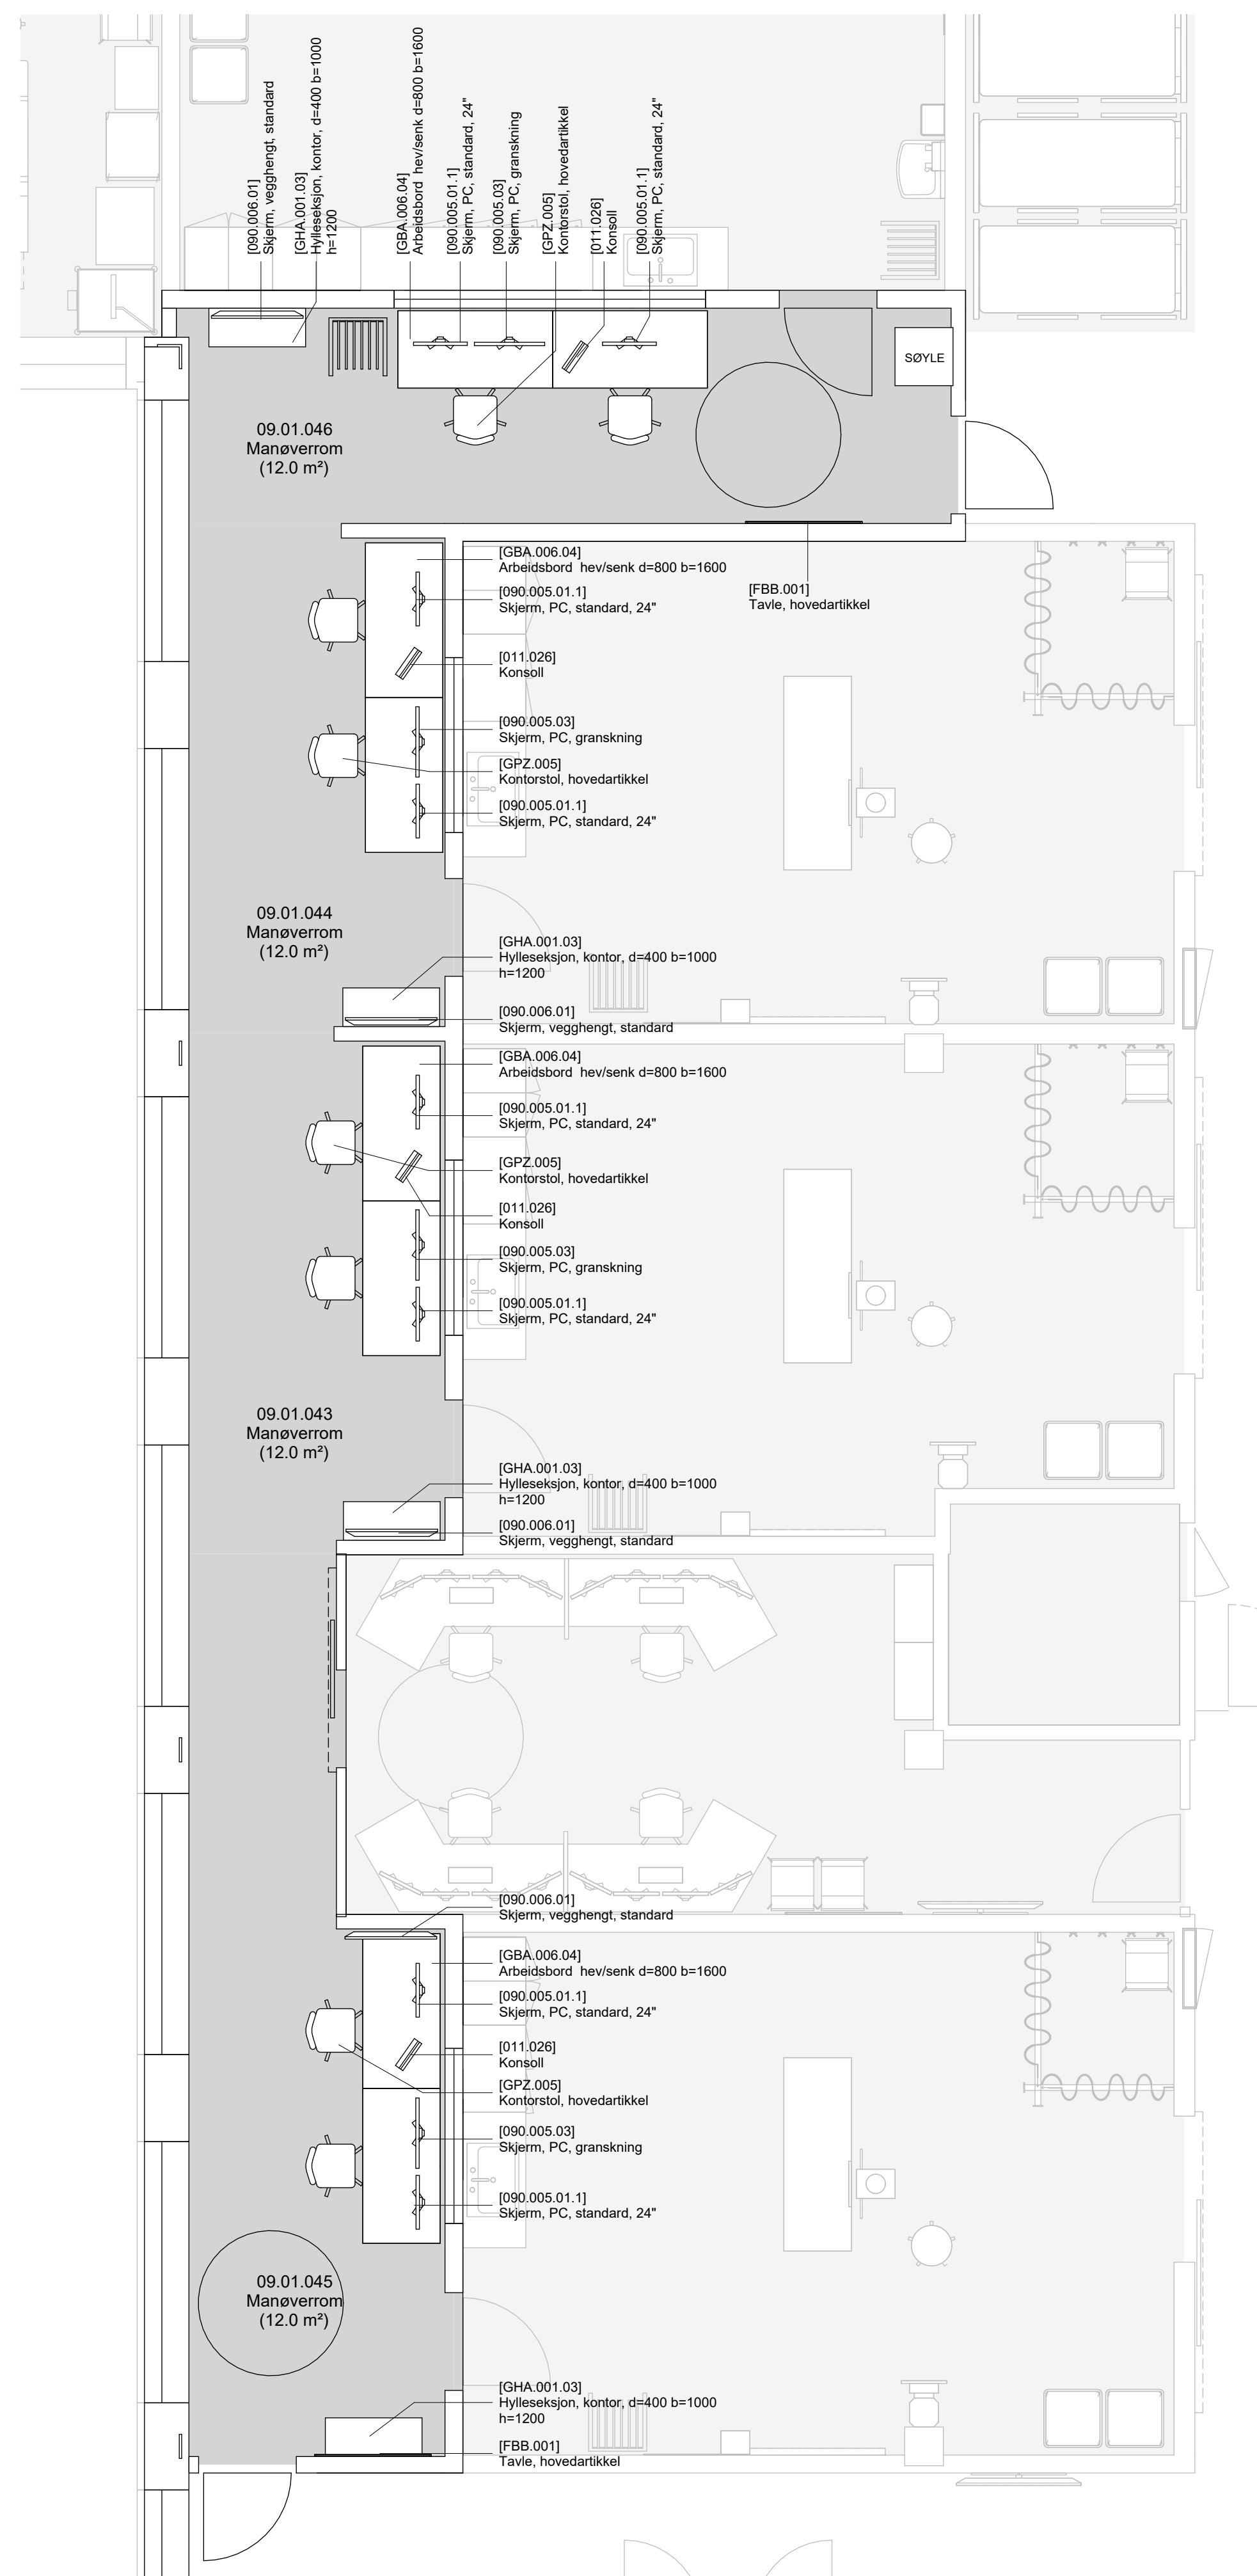 [090.006.01]
Skjerm, vegghengt, standard
[GHA.001.03]
Hylleseksjon, kontor, d=400 b=1000
h=1200
[GBA.006.04]
Arbeidsbord  hev/senk d=800 b=1600
[090.005.01.1]
Skjerm, PC, standard, 24"
[090.005.03]
Skjerm, PC, granskning
[GPZ.005]
Kontorstol, hovedartikkel
[011.026]
Konsoll
[090.005.01.1]
Skjerm, PC, standard, 24"
SØYLE
09.01.046
Manøverrom
(12.0 m²)
[GBA.006.04]
Arbeidsbord  hev/senk d=800 b=1600
[FBB.001]
Tavle, hovedartikkel
[090.005.01.1]
Skjerm, PC, standard, 24"
[011.026]
Konsoll
[090.005.03]
Skjerm, PC, granskning
[GPZ.005]
Kontorstol, hovedartikkel
[090.005.01.1]
Skjerm, PC, standard, 24"
09.01.044
Manøverrom
(12.0 m²)
[GHA.001.03]
Hylleseksjon, kontor, d=400 b=1000
h=1200
[090.006.01]
Skjerm, vegghengt, standard
[GBA.006.04]
Arbeidsbord  hev/senk d=800 b=1600
[090.005.01.1]
Skjerm, PC, standard, 24"
[GPZ.005]
Kontorstol, hovedartikkel
[011.026]
Konsoll
[090.005.03]
Skjerm, PC, granskning
[090.005.01.1]
Skjerm, PC, standard, 24"
09.01.043
Manøverrom
(12.0 m²)
[GHA.001.03]
Hylleseksjon, kontor, d=400 b=1000
h=1200
[090.006.01]
Skjerm, vegghengt, standard
[090.006.01]
Skjerm, vegghengt, standard
[GBA.006.04]
Arbeidsbord  hev/senk d=800 b=1600
[090.005.01.1]
Skjerm, PC, standard, 24"
[011.026]
Konsoll
[GPZ.005]
Kontorstol, hovedartikkel
[090.005.03]
Skjerm, PC, granskning
[090.005.01.1]
Skjerm, PC, standard, 24"
09.01.045
Manøverrom
(12.0 m²)
[GHA.001.03]
Hylleseksjon, kontor, d=400 b=1000
h=1200
[FBB.001]
Tavle, hovedartikkel